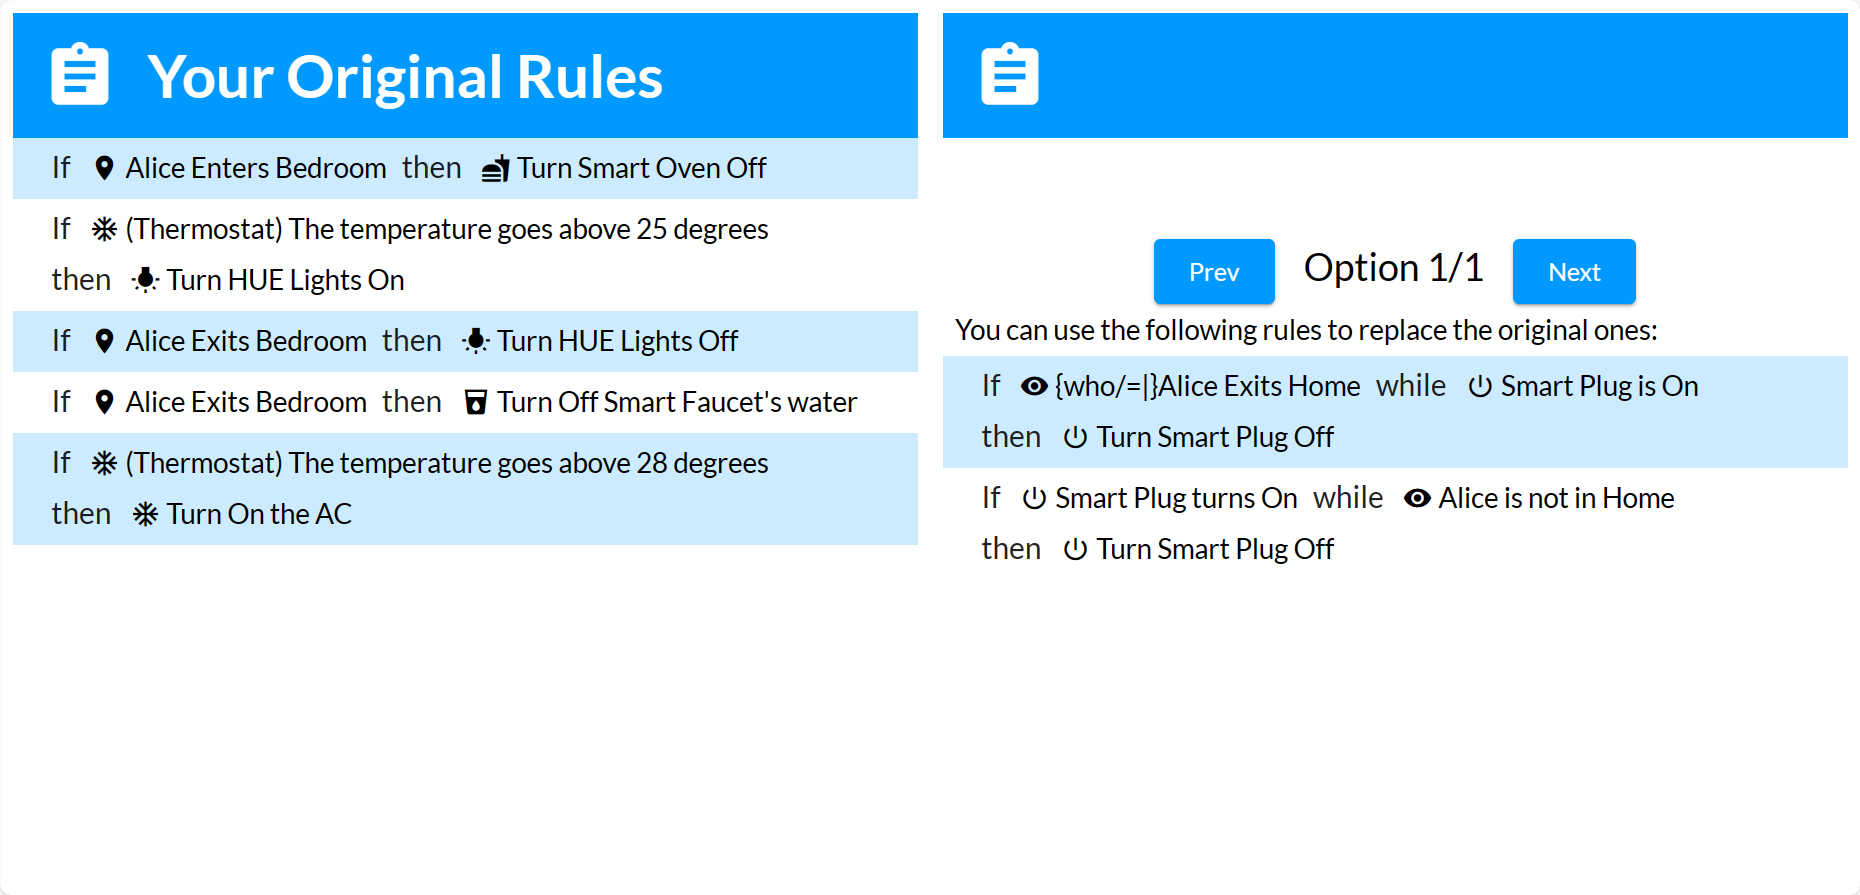 Your Original Rules
If Alice Enters Bedroom then Turn Smart Oven Off
If (Thermostat) The temperature goes above 25 degrees
then Turn HUE Lights On
If Alice Exits Bedroom then Turn HUE Lights Off
If Alice Exits Bedroom then Turn Off Smart Faucet's water
If (Thermostat) The temperature goes above 28 degrees
then Turn On the AC
Prev Option 1/1 Next
You can use the following rules to replace the original ones:
If {who/=|}Alice Exits Home while Smart Plug is On
then Turn Smart Plug Off
If Smart Plug turns On while Alice is not in Home
then Turn Smart Plug Off